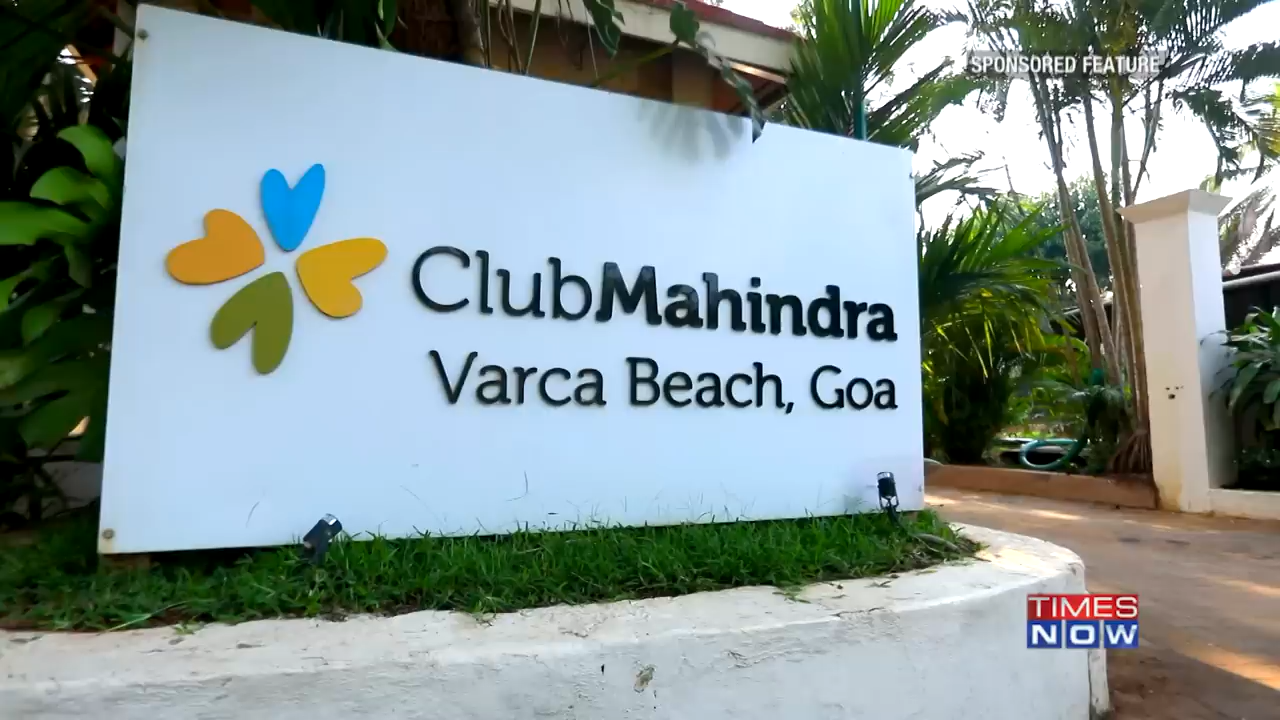 SPONSORED FEATURE
ClubMahindra
Varca Beach, Goa
TIMES
NOW